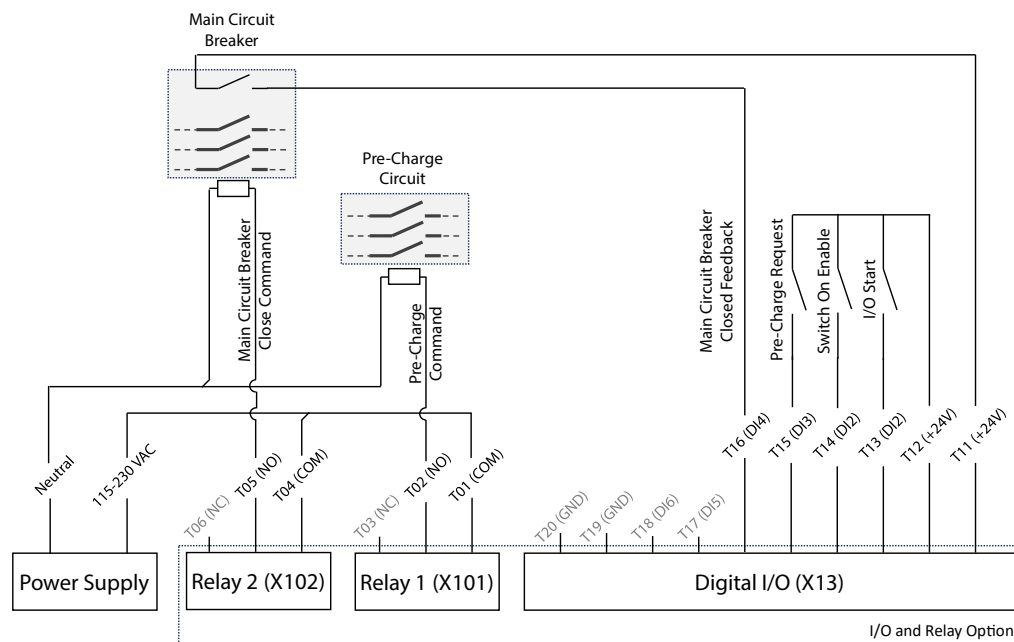 Main Circuit
Breaker
Pre-Charge
Circuit
Main Circuit Breaker
Close Command
Pre-Charge
Command
Main Circuit Breaker
Closed Feedback
Pre-Charge Request
Switch On Enable
I/O Start
Neutral
115-230 VAC
T06 (NC)
T05 (NO)
T04 (COM)
T03 (NC)
T02 (NO)
T01 (COM)
T20 (GND)
T19 (GND)
T18 (DI6)
T17 (DI5)
T16 (DI4)
T15 (DI3)
T14 (DI2)
T13 (DI2)
T12 (+24V)
T11 (+24V)
Power Supply
Relay 2 (X102)
Relay 1 (X101)
Digital I/O (X13)
I/O and Relay Option